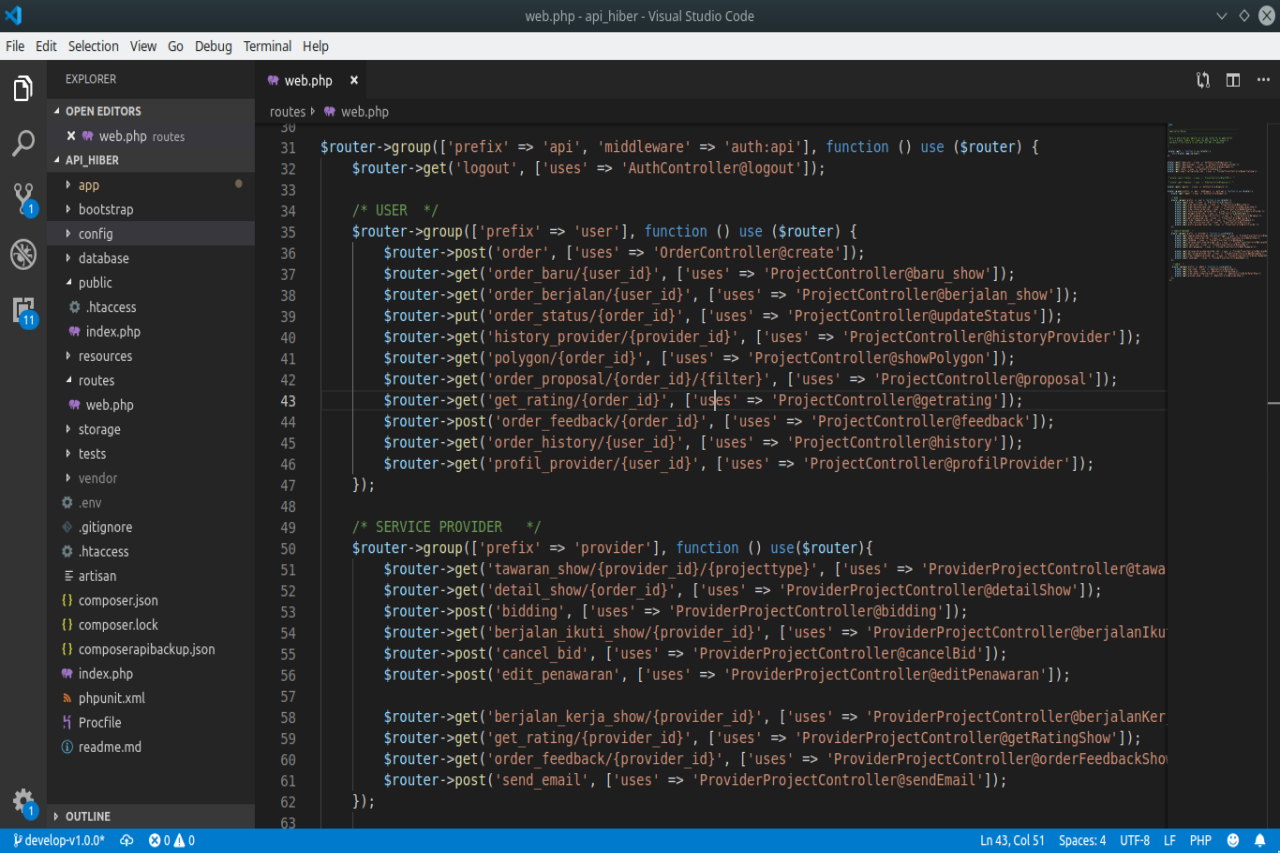 web.php - api_hiber - Visual Studio Code
File Edit Selection View Go Debug Terminal Help
EXPLORER
OPEN EDITORS
web.php routes
API_HIBER
app
bootstrap
config
database
public
.htaccess
index.php
resources
routes
web.php
storage
tests
vendor
.env
.gitignore
.htaccess
artisan
composer.json
composer.lock
composerapibackup.json
index.php
phpunit.xml
Procfile
readme.md
OUTLINE
1
11
1
web.php
routes web.php
30
31 $router->group(['prefix' => 'api', 'middleware' => 'auth:api'], function () use ($router) {
32 $router->get('logout', ['uses' => 'AuthController@logout']);
33
34 /* USER  */
35 $router->group(['prefix' => 'user'], function () use ($router) {
36 $router->post('order', ['uses' => 'OrderController@create']);
37 $router->get('order_baru/{user_id}', ['uses' => 'ProjectController@baru_show']);
38 $router->get('order_berjalan/{user_id}', ['uses' => 'ProjectController@berjalan_show']);
39 $router->put('order_status/{order_id}', ['uses' => 'ProjectController@updateStatus']);
40 $router->get('history_provider/{provider_id}', ['uses' => 'ProjectController@historyProvider']);
41 $router->get('polygon/{order_id}', ['uses' => 'ProjectController@showPolygon']);
42 $router->get('order_proposal/{order_id}/{filter}', ['uses' => 'ProjectController@proposal']);
43 $router->get('get_rating/{order_id}', ['uses' => 'ProjectController@getrating']);
44 $router->post('order_feedback/{order_id}', ['uses' => 'ProjectController@feedback']);
45 $router->get('order_history/{user_id}', ['uses' => 'ProjectController@history']);
46 $router->get('profil_provider/{user_id}', ['uses' => 'ProjectController@profilProvider']);
47 });
48
49 /* SERVICE PROVIDER   */
50 $router->group(['prefix' => 'provider'], function () use($router){
51 $router->get('tawaran_show/{provider_id}/{projecttype}', ['uses' => 'ProviderProjectController@tawa
52 $router->get('detail_show/{order_id}', ['uses' => 'ProviderProjectController@detailShow']);
53 $router->post('bidding', ['uses' => 'ProviderProjectController@bidding']);
54 $router->get('berjalan_ikuti_show/{provider_id}', ['uses' => 'ProviderProjectController@berjalanIku
55 $router->post('cancel_bid', ['uses' => 'ProviderProjectController@cancelBid']);
56 $router->post('edit_penawaran', ['uses' => 'ProviderProjectController@editPenawaran']);
57
58 $router->get('berjalan_kerja_show/{provider_id}', ['uses' => 'ProviderProjectController@berjalanKer
59 $router->get('get_rating/{provider_id}', ['uses' => 'ProviderProjectController@getRatingShow']);
60 $router->get('order_feedback/{provider_id}', ['uses' => 'ProviderProjectController@orderFeedbackSho
61 $router->post('send_email', ['uses' => 'ProviderProjectController@sendEmail']);
62 });
63
develop-v1.0.0* 0 0 Ln 43, Col 51 Spaces: 4 UTF-8 LF PHP